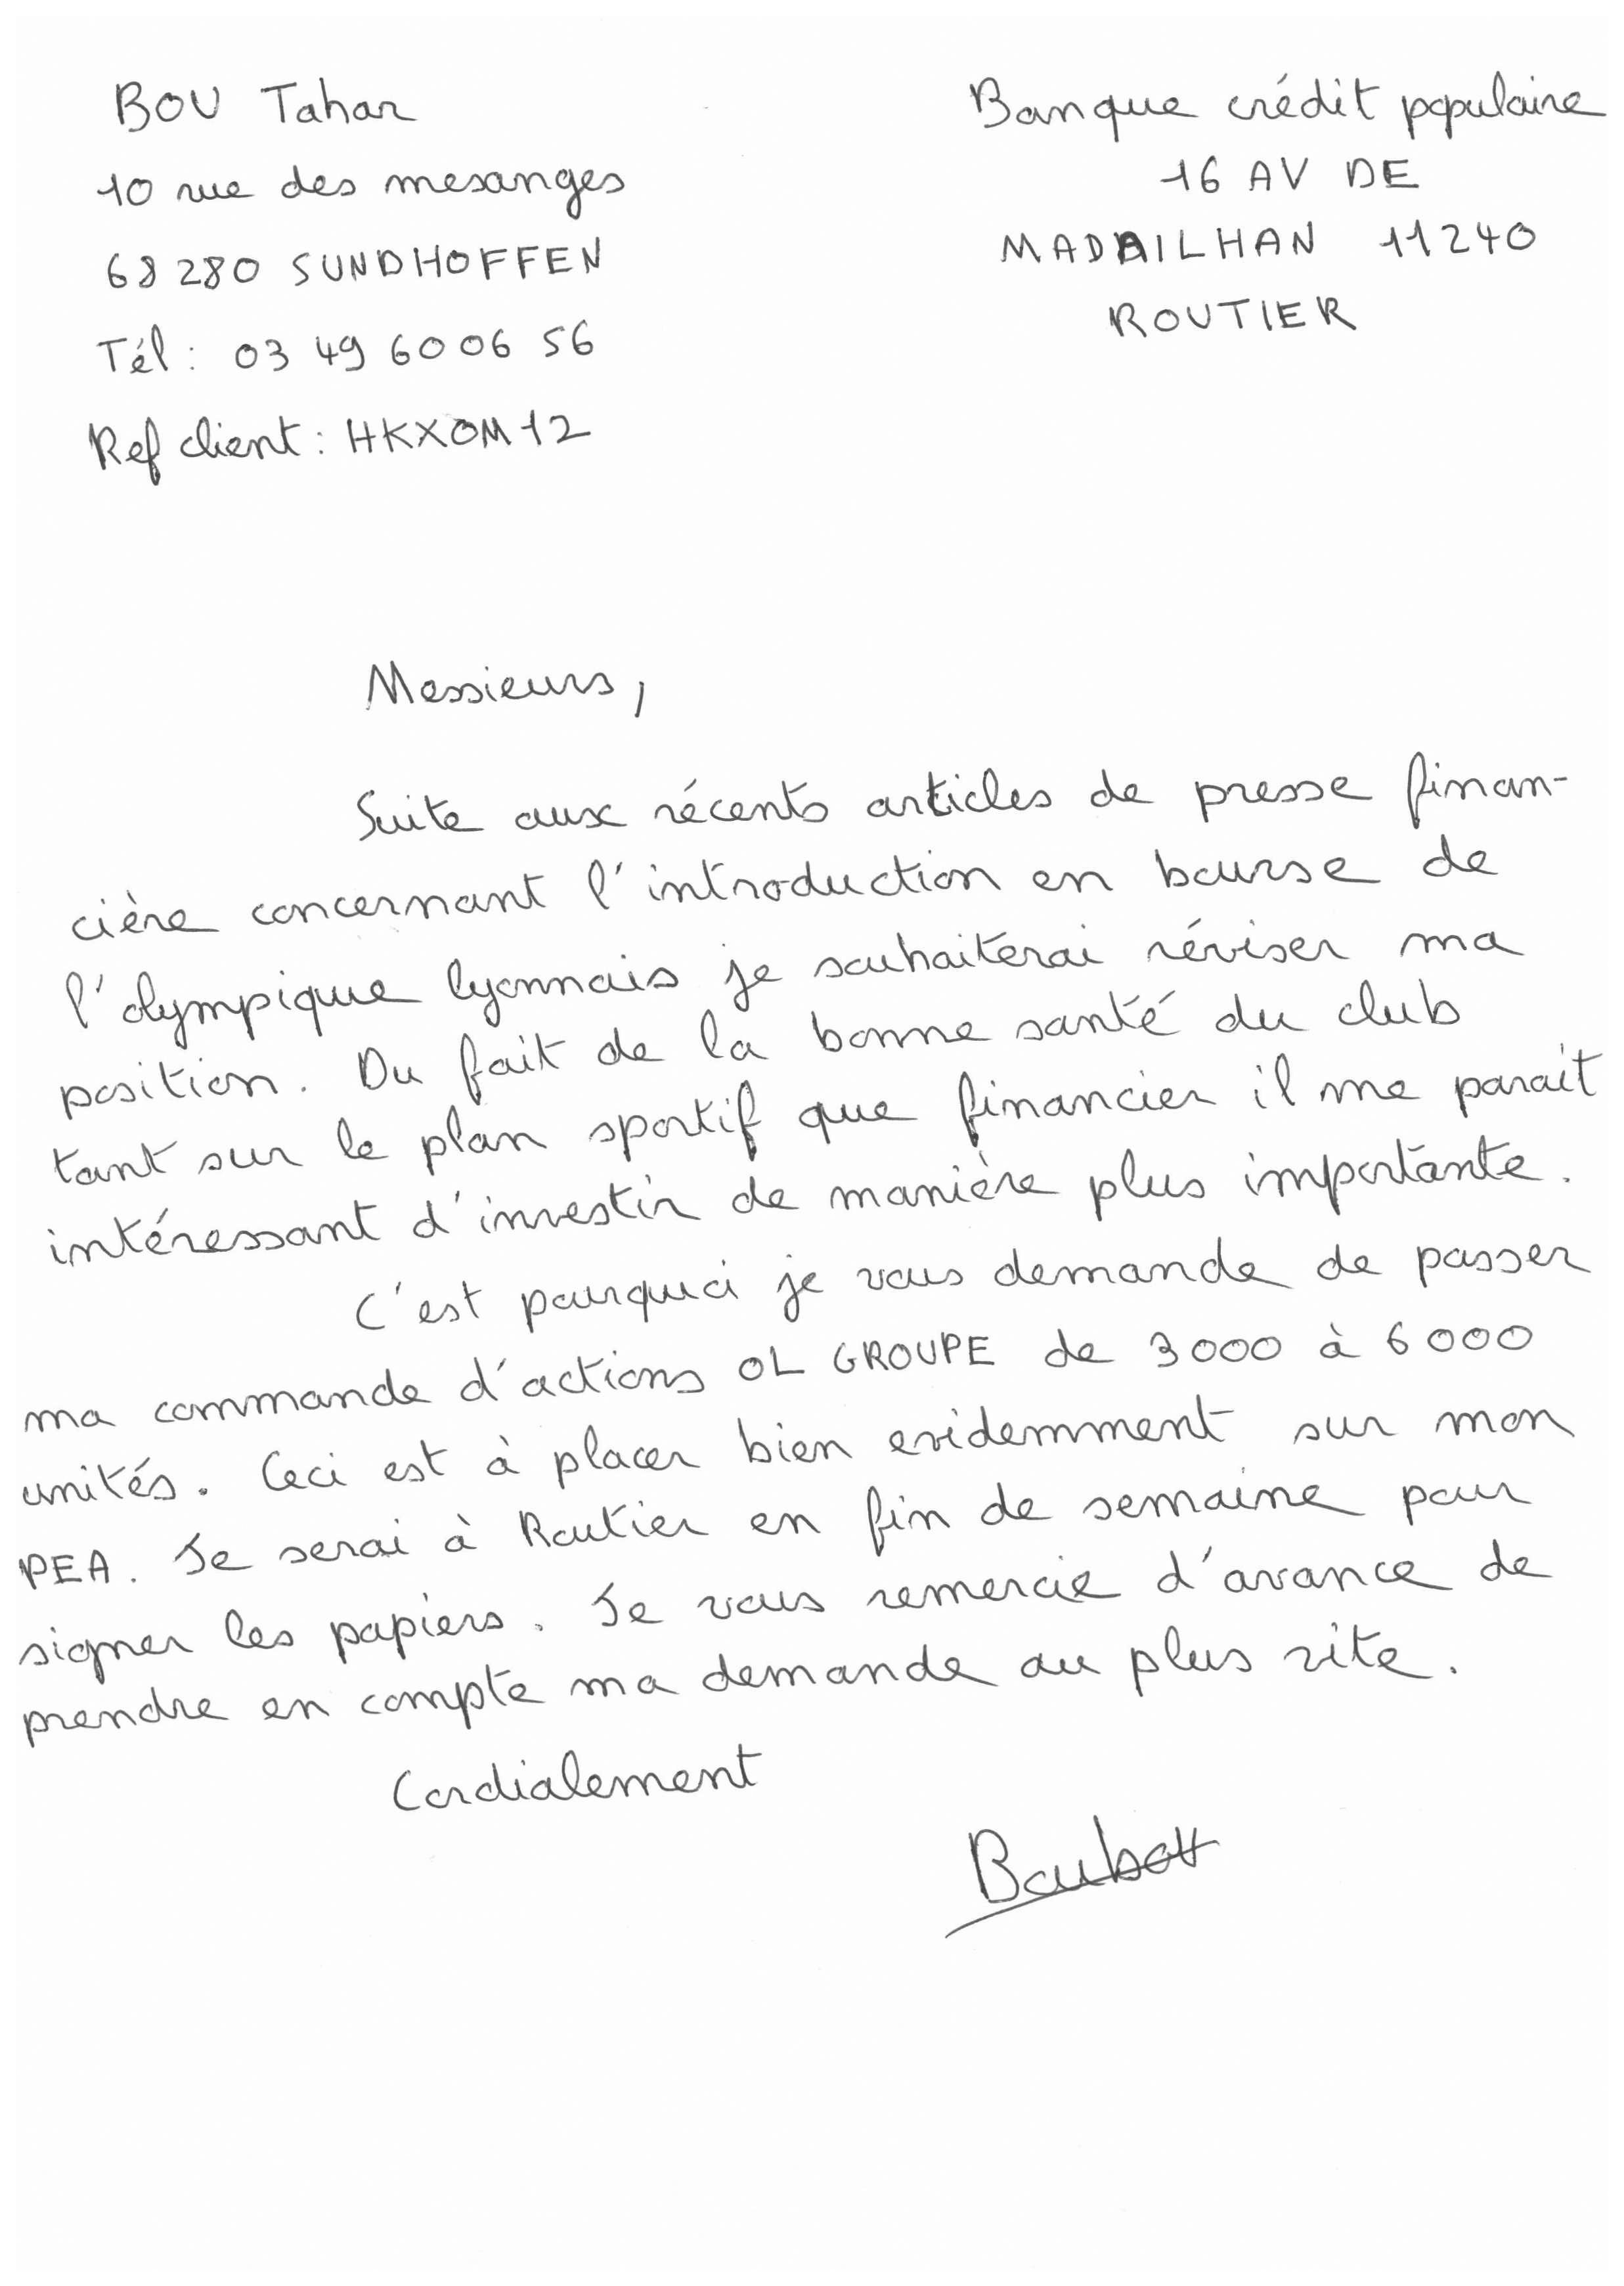 BOU Tahar
10 rue des mesanges
68280 SUNDHOFFEN
Tél : 03 49 60 06 56
Ref client : HKXOM12
Banque crédit populaire
16 AV DE
MADAILHAN 11240
ROUTIER
Messieurs,
Suite aux récents articles de presse finan-
cière concernant l'introduction en bourse de
l'olympique lyonnais je souhaiterai réviser ma
position. Du fait de la bonne santé du club
tant sur le plan sportif que financier il me parait
intéressant d'investir de manière plus importante.
C'est pourquoi je vous demande de passer
ma commande d'actions OL GROUPE de 3000 à 6000
unités. Ceci est à placer bien evidemment sur mon
PEA. Je serai à Routier en fin de semaine pour
signer les papiers. Je vous remercie d'avance de
prendre en compte ma demande au plus vite.
Cordialement